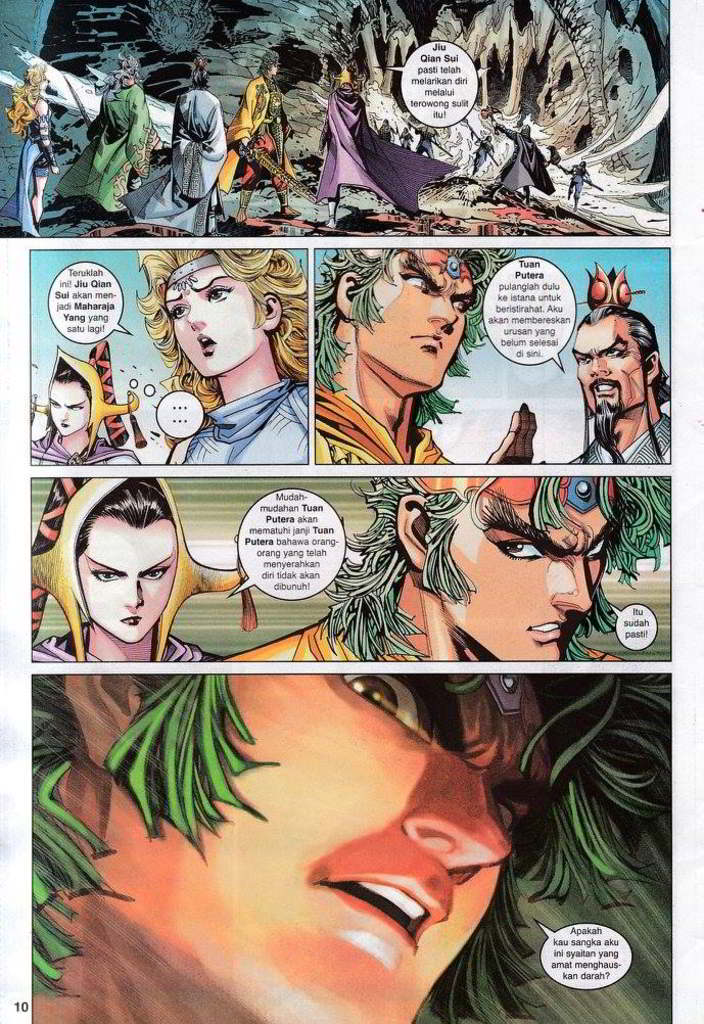 Jiu
Qian Sui
pasti telah
melarikan diri
melalui
terowong sulit
itu!
Teruklah
ini! Jiu Qian
Sui akan men-
jadi Maharaja
Yang yang
satu lagi!
...
...
Tuan
Putera
pulanglah dulu
ke istana untuk
beristirahat. Aku
akan membereskan
urusan yang
belum selesai
di sini.
Mudah-
mudahan Tuan
Putera akan
mematuhi janji Tuan
Putera bahawa orang-
orang yang telah
menyerahkan
diri tidak akan
dibunuh!
Itu
sudah
pasti!
Apakah
kau sangka aku
ini syaitan yang
amat menghaus-
kan darah?
10